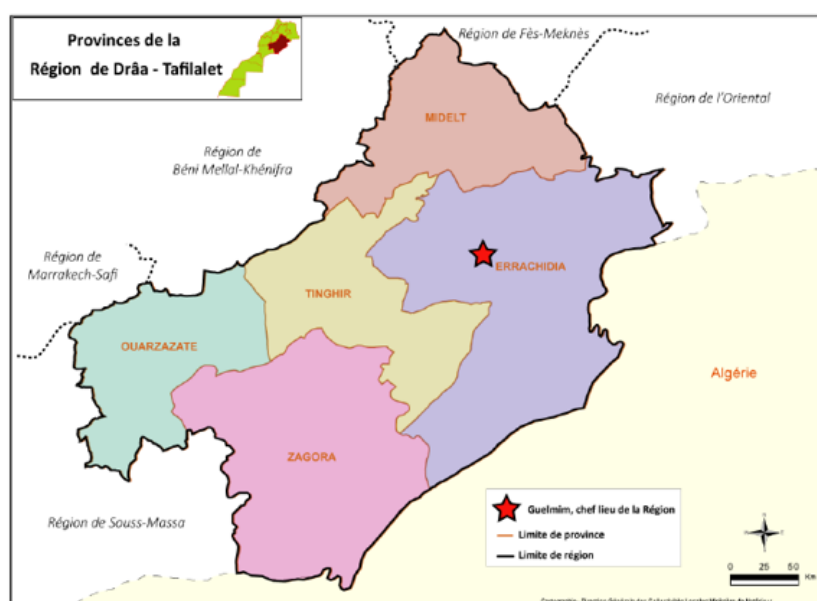 Provinces de la
Région de Drâa - Tafilalet
Région de Fès-Meknès
Région de l'Oriental
MIDELT
Région de
Béni Mellal-Khénifra
Région de
Marrakech-Safi
ERRACHIDIA
TINGHIR
OUARZAZATE
Algérie
ZAGORA
Région de Souss-Massa
Guelmim, chef lieu de la Région
Limite de province
Limite de région
0 25 50
Km